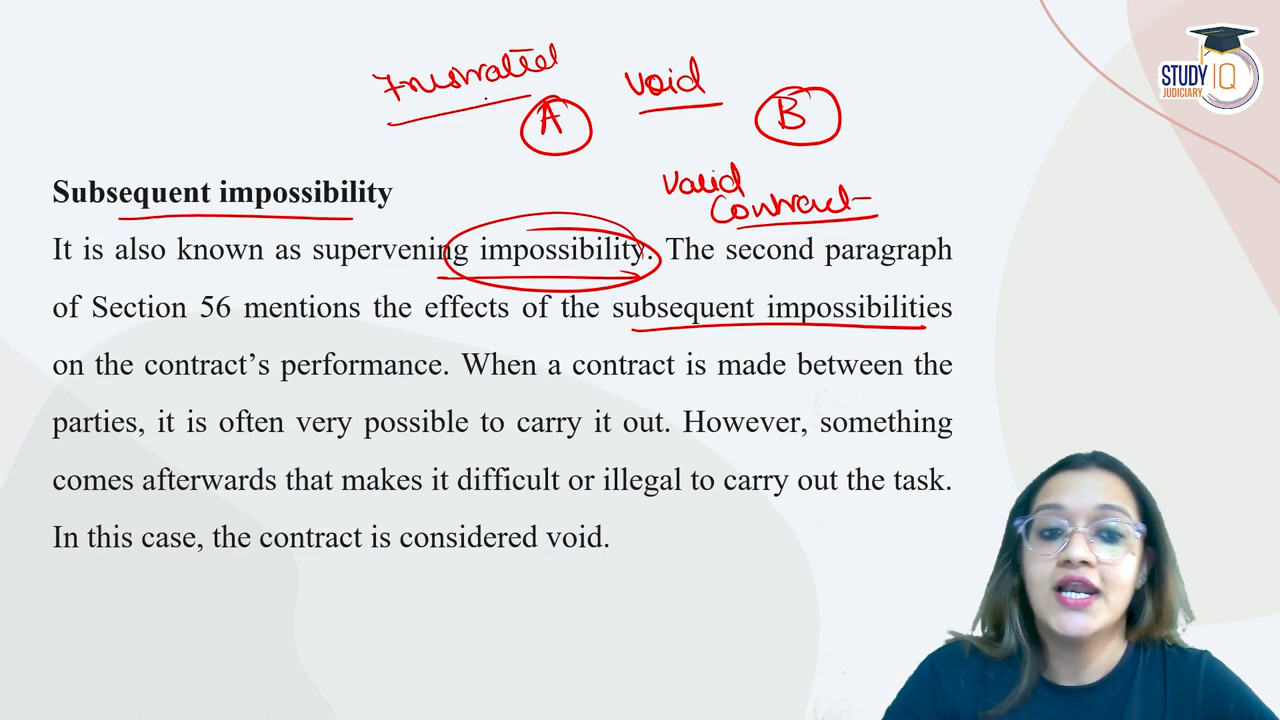 Frustrated void
A B
STUDY IQ
JUDICIARY
Subsequent impossibility
valid
contract
It is also known as supervening impossibility. The second paragraph
of Section 56 mentions the effects of the subsequent impossibilities
on the contract’s performance. When a contract is made between the
parties, it is often very possible to carry it out. However, something
comes afterwards that makes it difficult or illegal to carry out the task.
In this case, the contract is considered void.